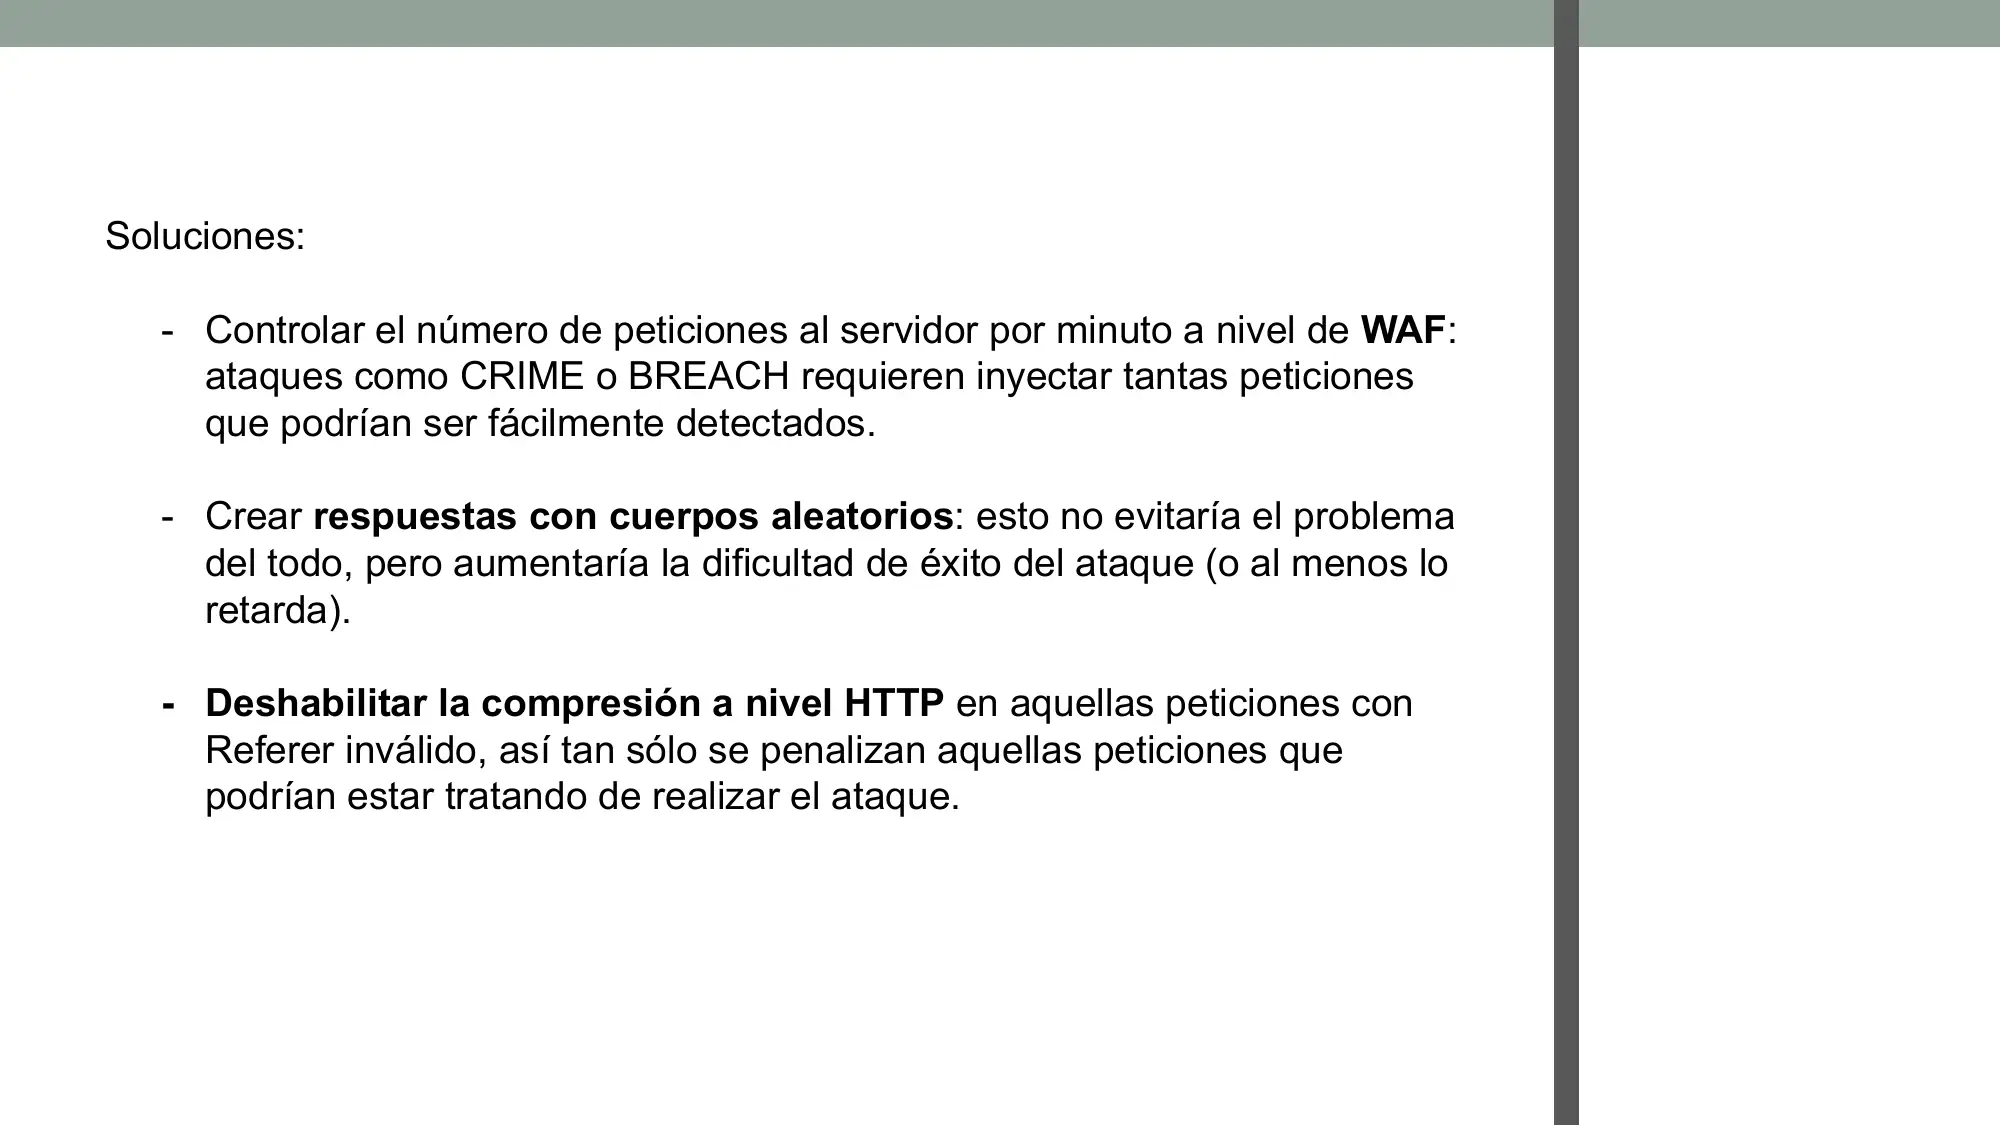 Soluciones:
- Controlar el número de peticiones al servidor por minuto a nivel de WAF:
ataques como CRIME o BREACH requieren inyectar tantas peticiones
que podrían ser fácilmente detectados.
- Crear respuestas con cuerpos aleatorios: esto no evitaría el problema
del todo, pero aumentaría la dificultad de éxito del ataque (o al menos lo
retarda).
- Deshabilitar la compresión a nivel HTTP en aquellas peticiones con
Referer inválido, así tan sólo se penalizan aquellas peticiones que
podrían estar tratando de realizar el ataque.